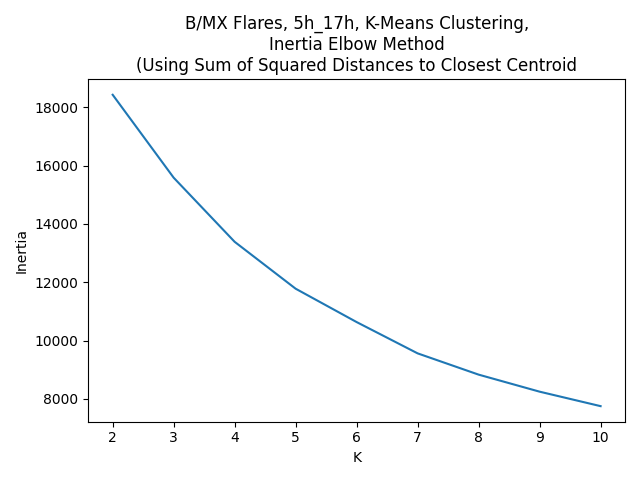 B/MX Flares, 5h_17h, K-Means Clustering,
Inertia Elbow Method
(Using Sum of Squared Distances to Closest Centroid
18000
16000
14000
12000
10000
8000
Inertia
2 3 4 5 6 7 8 9 10
K